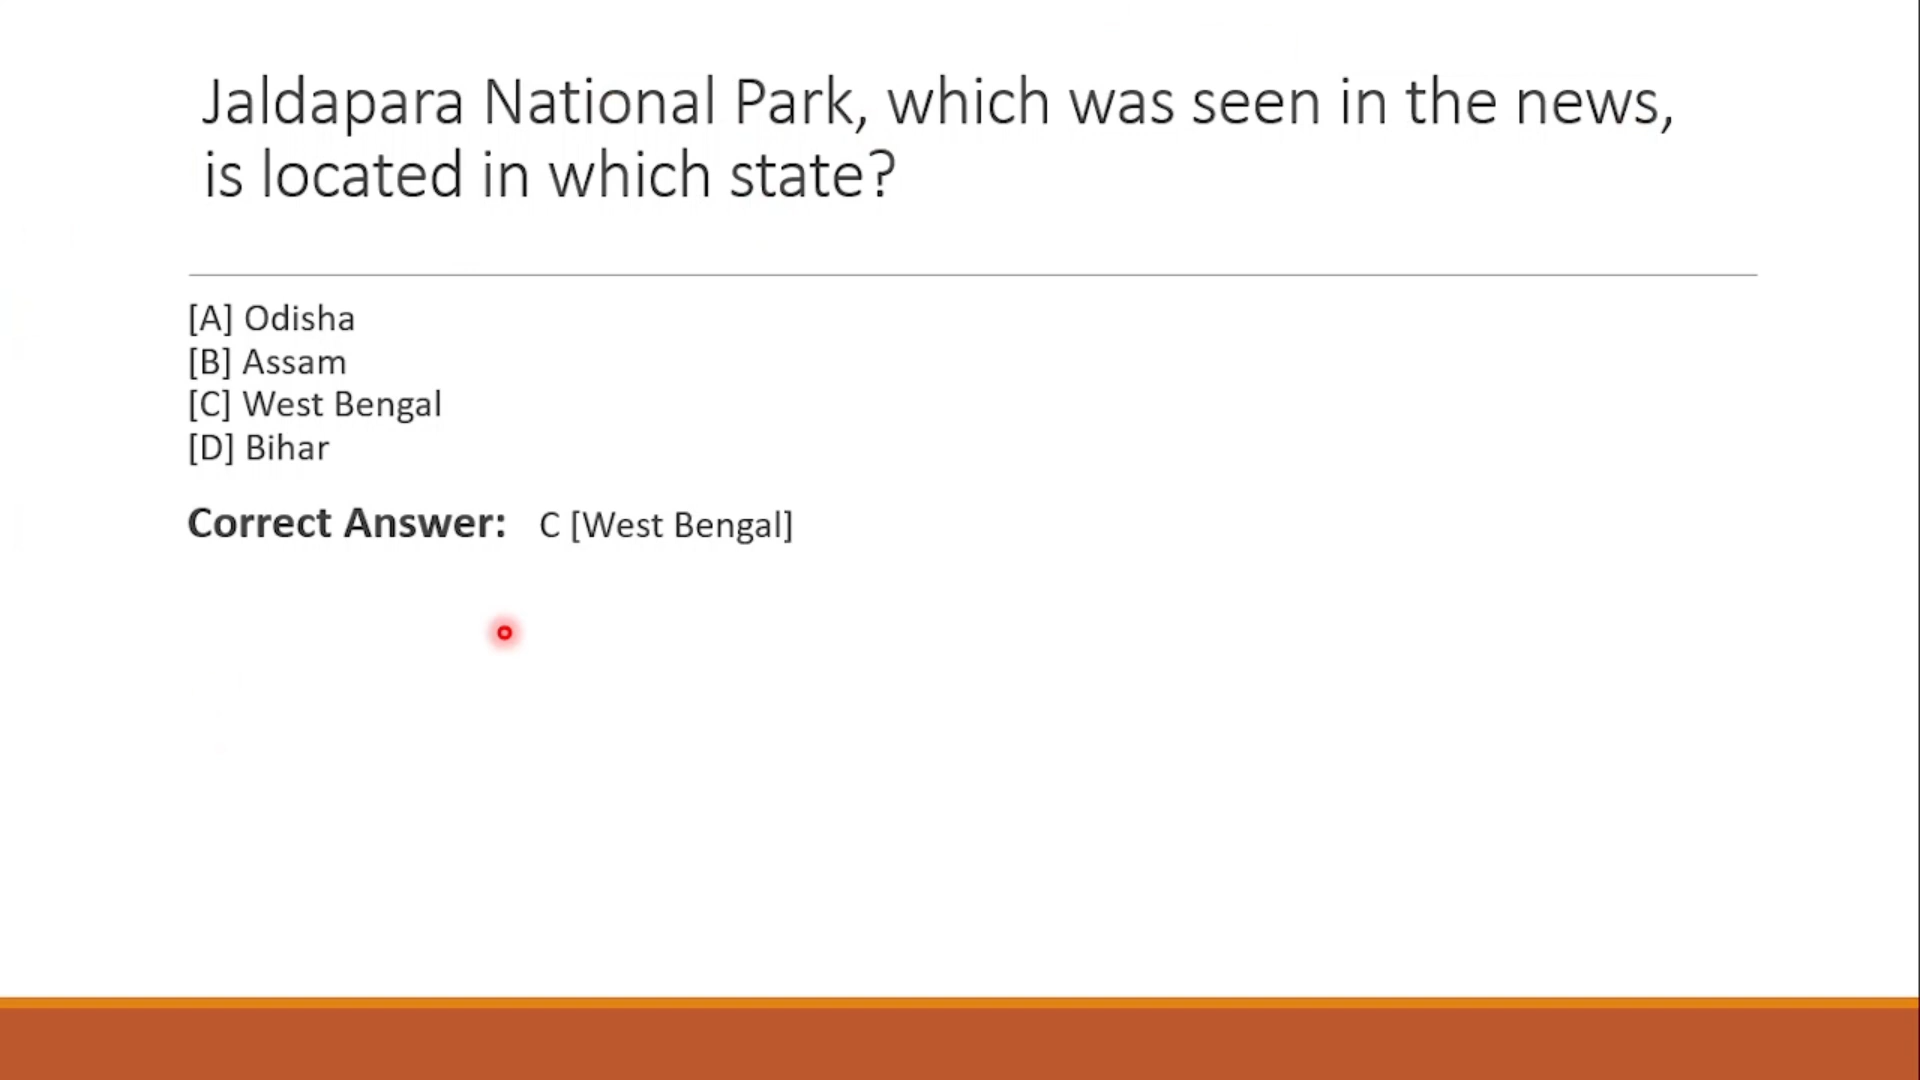 Jaldapara National Park, which was seen in the news,
is located in which state?
[A] Odisha
[B] Assam
[C] West Bengal
[D] Bihar
Correct Answer: C [West Bengal]